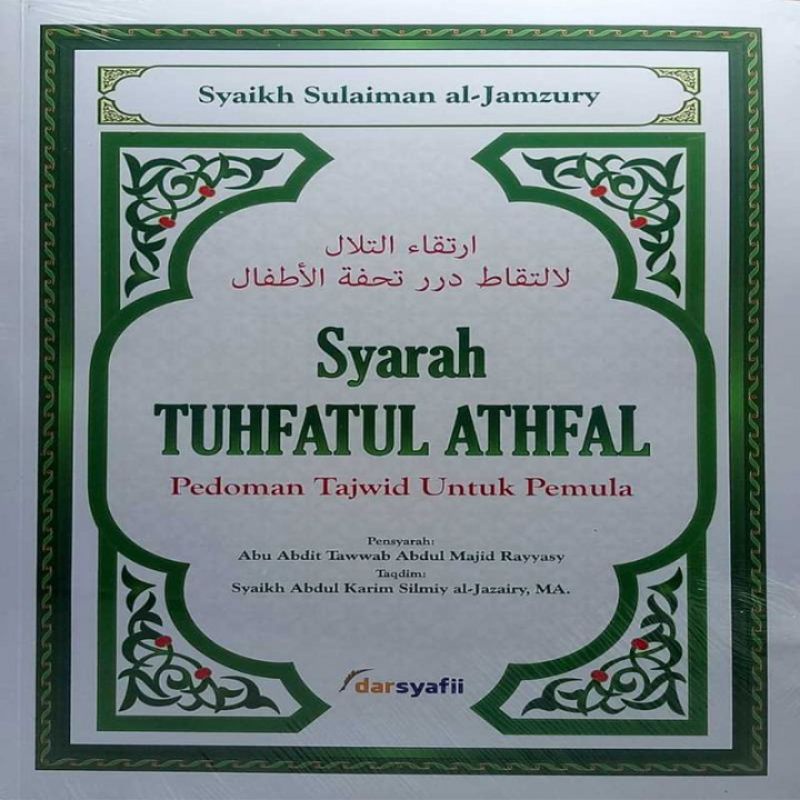 Syaikh Sulaiman al-Jamzury
ارتقاء التلال
لالتقاط درر تحفة الأطفال
Syarah
TUHFATUL ATHFAL
Pedoman Tajwid Untuk Pemula
Pensyarah:
Abu Abdit Tawwab Abdul Majid Rayyasy
Taqdim:
Syaikh Abdul Karim Silmiy al-Jazairy, MA.
darsyafii